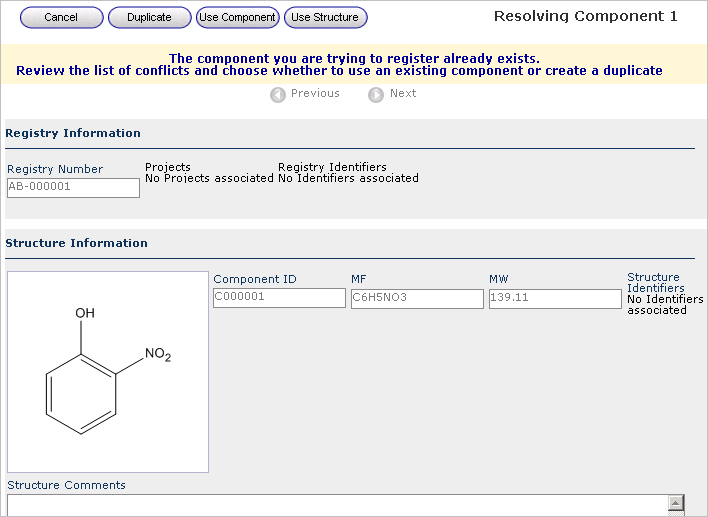 Cancel Duplicate Use Component Use Structure Resolving Component 1
The component you are trying to register already exists.
Review the list of conflicts and choose whether to use an existing component or create a duplicate
Previous Next
Registry Information
Registry Number Projects Registry Identifiers
AB-000001 No Projects associated No Identifiers associated
Structure Information
Component ID MF MW Structure Identifiers
C000001 C6H5NO3 139.11 No Identifiers associated
OH
NO2
Structure Comments